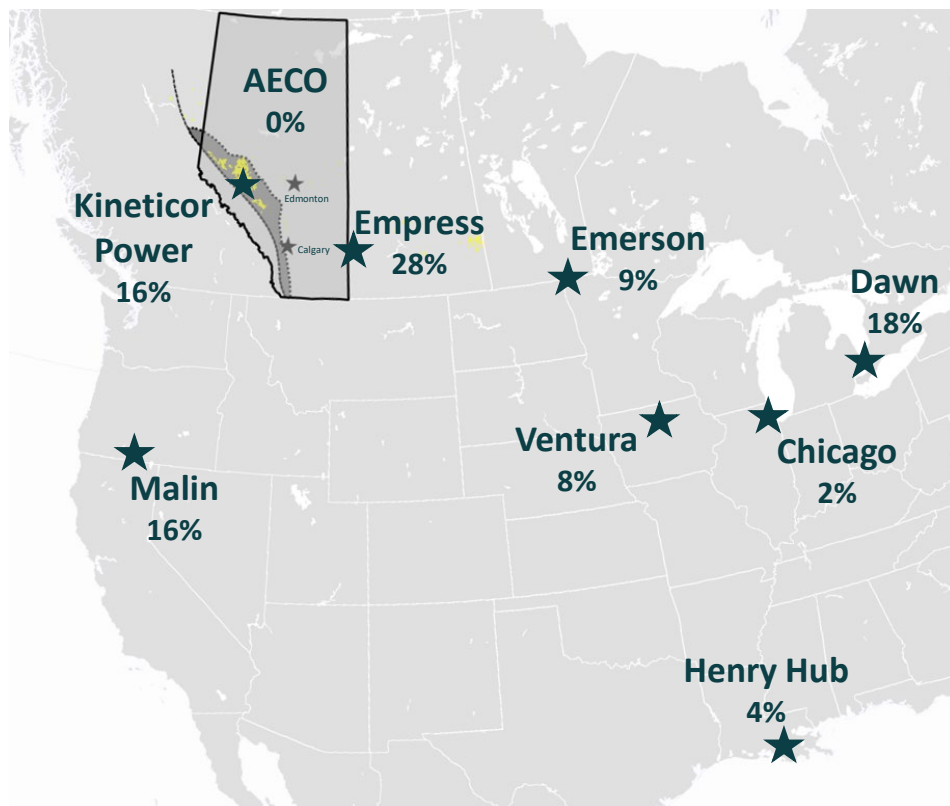 AECO
0%
Edmonton
Kineticor
Power
16%
Calgary
Empress
28%
Emerson
9%
Dawn
18%
Ventura
8%
Chicago
2%
Malin
16%
Henry Hub
4%